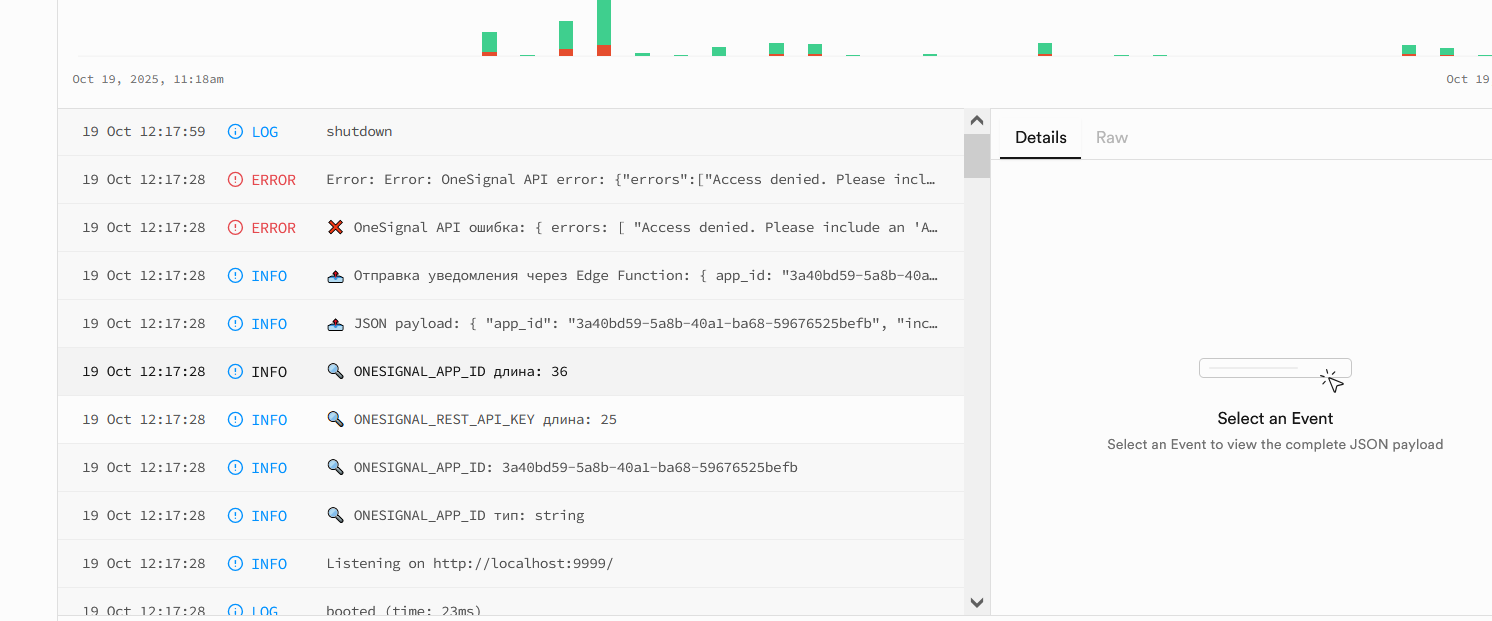 Oct 19, 2025, 11:18am
Oct 19
19 Oct 12:17:59 LOG shutdown
19 Oct 12:17:28 ERROR Error: Error: OneSignal API error: {"errors":["Access denied. Please incl…
19 Oct 12:17:28 ERROR ❌ OneSignal API ошибка: { errors: [ "Access denied. Please include an 'A…
19 Oct 12:17:28 INFO 📤 Отправка уведомления через Edge Function: { app_id: "3a40bd59-5a8b-40a…
19 Oct 12:17:28 INFO 📤 JSON payload: { "app_id": "3a40bd59-5a8b-40a1-ba68-59676525befb", "inc…
19 Oct 12:17:28 INFO 🔍 ONESIGNAL_APP_ID длина: 36
19 Oct 12:17:28 INFO 🔍 ONESIGNAL_REST_API_KEY длина: 25
19 Oct 12:17:28 INFO 🔍 ONESIGNAL_APP_ID: 3a40bd59-5a8b-40a1-ba68-59676525befb
19 Oct 12:17:28 INFO 🔍 ONESIGNAL_APP_ID тип: string
19 Oct 12:17:28 INFO Listening on http://localhost:9999/
19 Oct 12:17:28 LOG booted (time: 23ms)
Details Raw
Select an Event
Select an Event to view the complete JSON payload